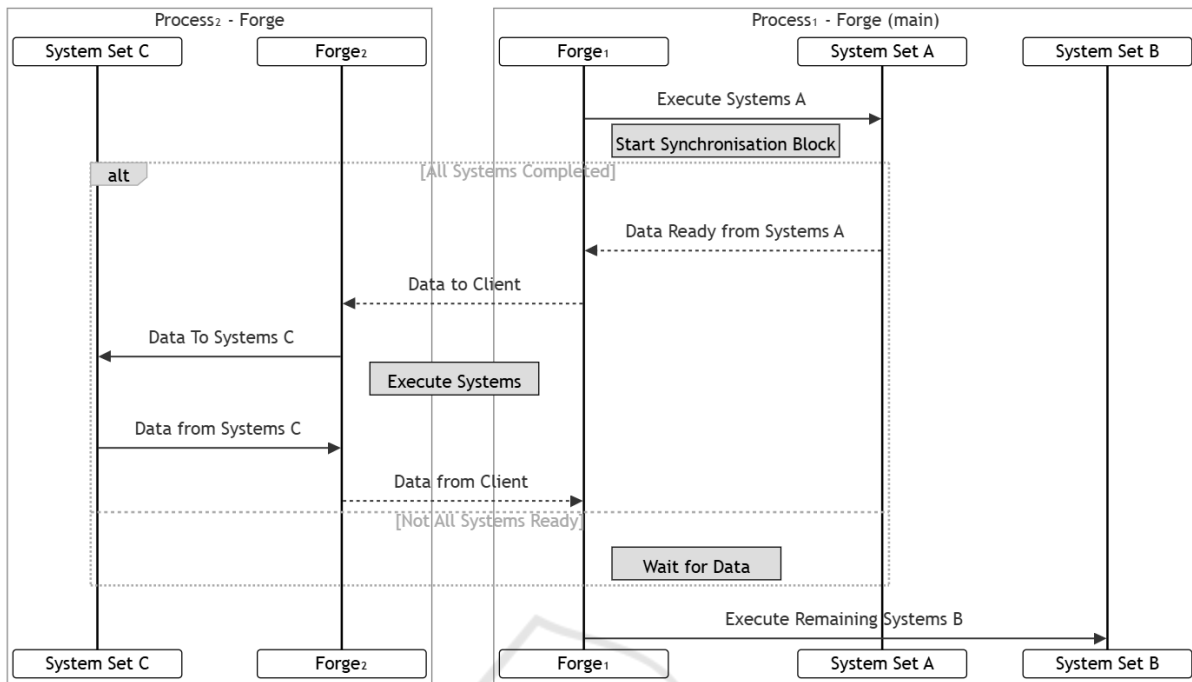 Process₂ - Forge
Process₁ - Forge (main)
System Set C
Forge₂
Forge₁
System Set A
System Set B
Execute Systems A
Start Synchronisation Block
alt
[All Systems Completed]
Data Ready from Systems A
Data to Client
Data To Systems C
Execute Systems
Data from Systems C
Data from Client
[Not All Systems Ready]
Wait for Data
Execute Remaining Systems B
System Set C
Forge₂
Forge₁
System Set A
System Set B